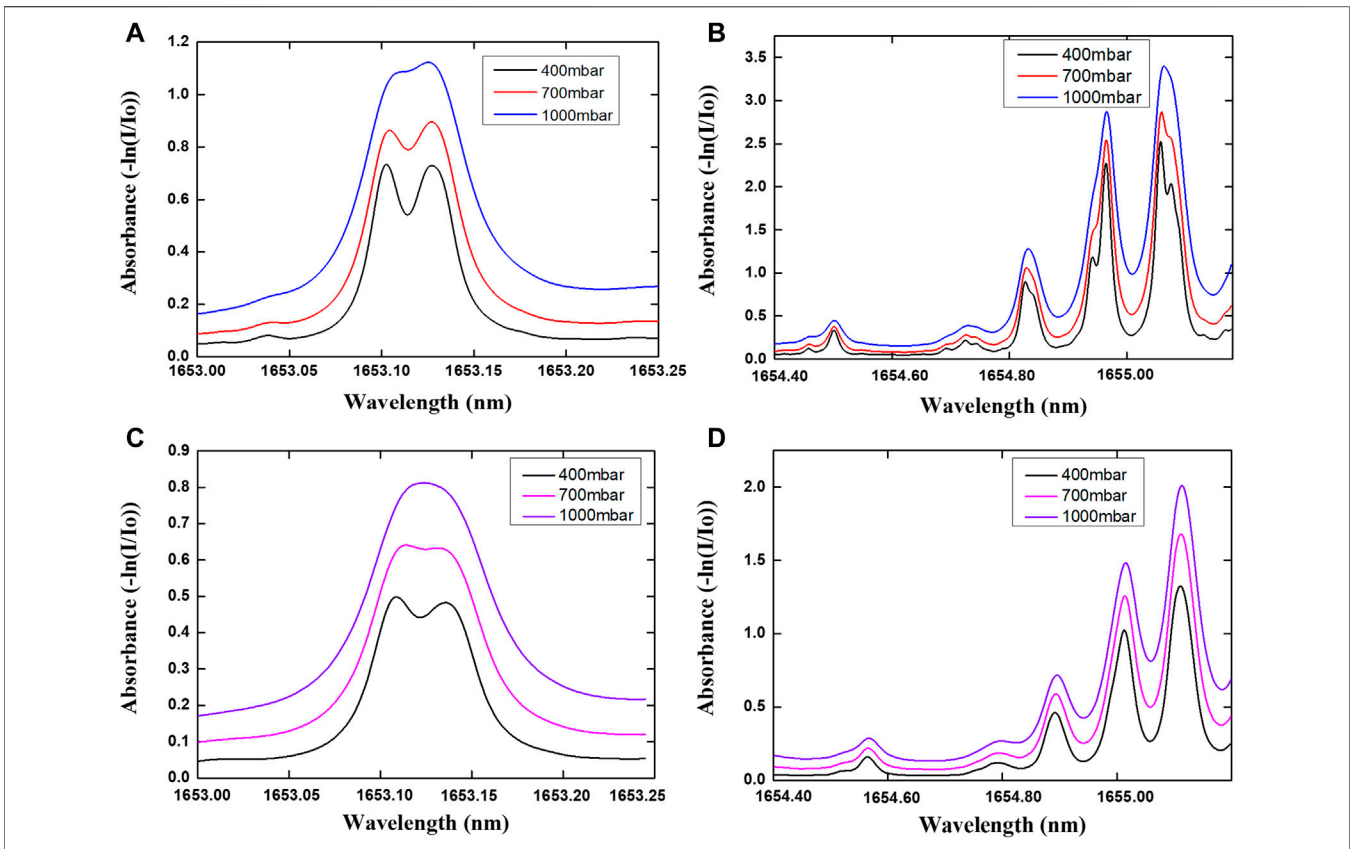 A
Absorbance (-ln(I/Io))
1.2
1.0
0.8
0.6
0.4
0.2
0.0
400mbar
700mbar
1000mbar
1653.00 1653.05 1653.10 1653.15 1653.20 1653.25
Wavelength (nm)
B
Absorbance (-ln(I/Io))
3.5
3.0
2.5
2.0
1.5
1.0
0.5
0.0
400mbar
700mbar
1000mbar
1654.40 1654.60 1654.80 1655.00
Wavelength (nm)
C
Absorbance (-ln(I/Io))
0.9
0.8
0.7
0.6
0.5
0.4
0.3
0.2
0.1
0.0
400mbar
700mbar
1000mbar
1653.00 1653.05 1653.10 1653.15 1653.20 1653.25
Wavelength (nm)
D
Absorbance (-ln(I/Io))
2.0
1.5
1.0
0.5
0.0
400mbar
700mbar
1000mbar
1654.40 1654.60 1654.80 1655.00
Wavelength (nm)